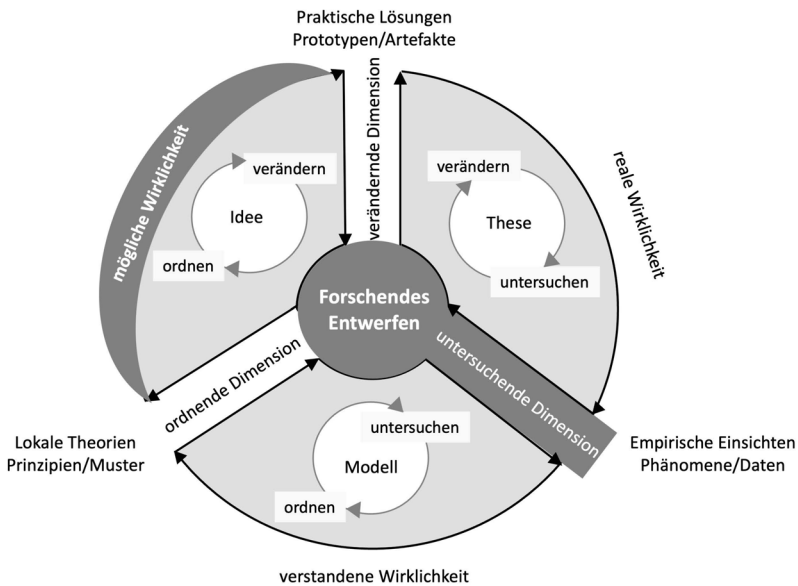 Praktische Lösungen
Prototypen/Artefakte
verändernde Dimension
mögliche Wirklichkeit
reale Wirklichkeit
verändern
Idee
ordnen
verändern
These
untersuchen
Forschendes
Entwerfen
ordnende Dimension
untersuchende Dimension
Lokale Theorien
Prinzipien/Muster
untersuchen
Modell
ordnen
Empirische Einsichten
Phänomene/Daten
verstandene Wirklichkeit